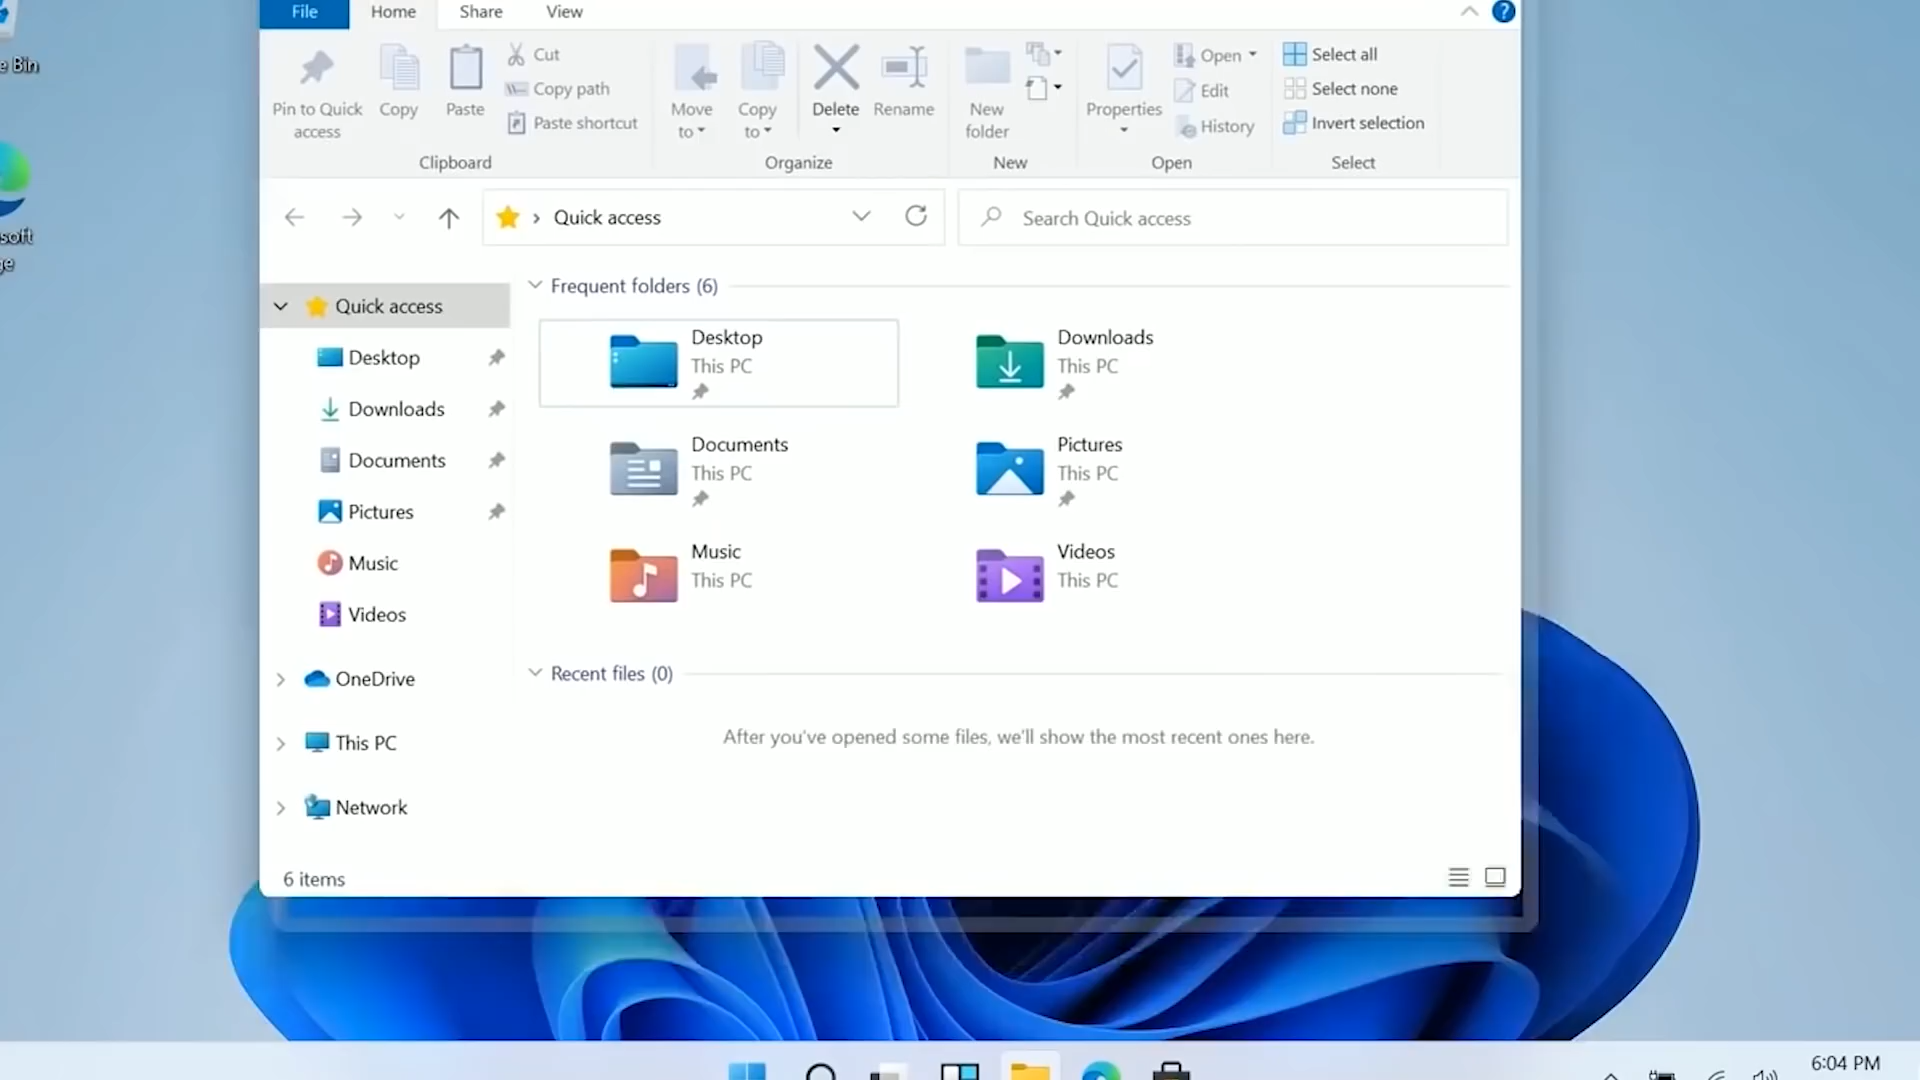 File Home Share View
?
e Bin
soft
ge
Pin to Quick access
Copy
Paste
Cut
Copy path
Paste shortcut
Clipboard
Move to
Copy to
Delete
Rename
Organize
New folder
New
Properties
Open
Edit
History
Open
Select all
Select none
Invert selection
Select
Quick access
Search Quick access
Quick access
Desktop
Downloads
Documents
Pictures
Music
Videos
OneDrive
This PC
Network
Frequent folders (6)
Desktop
This PC
Downloads
This PC
Documents
This PC
Pictures
This PC
Music
This PC
Videos
This PC
Recent files (0)
After you've opened some files, we'll show the most recent ones here.
6 items
6:04 PM